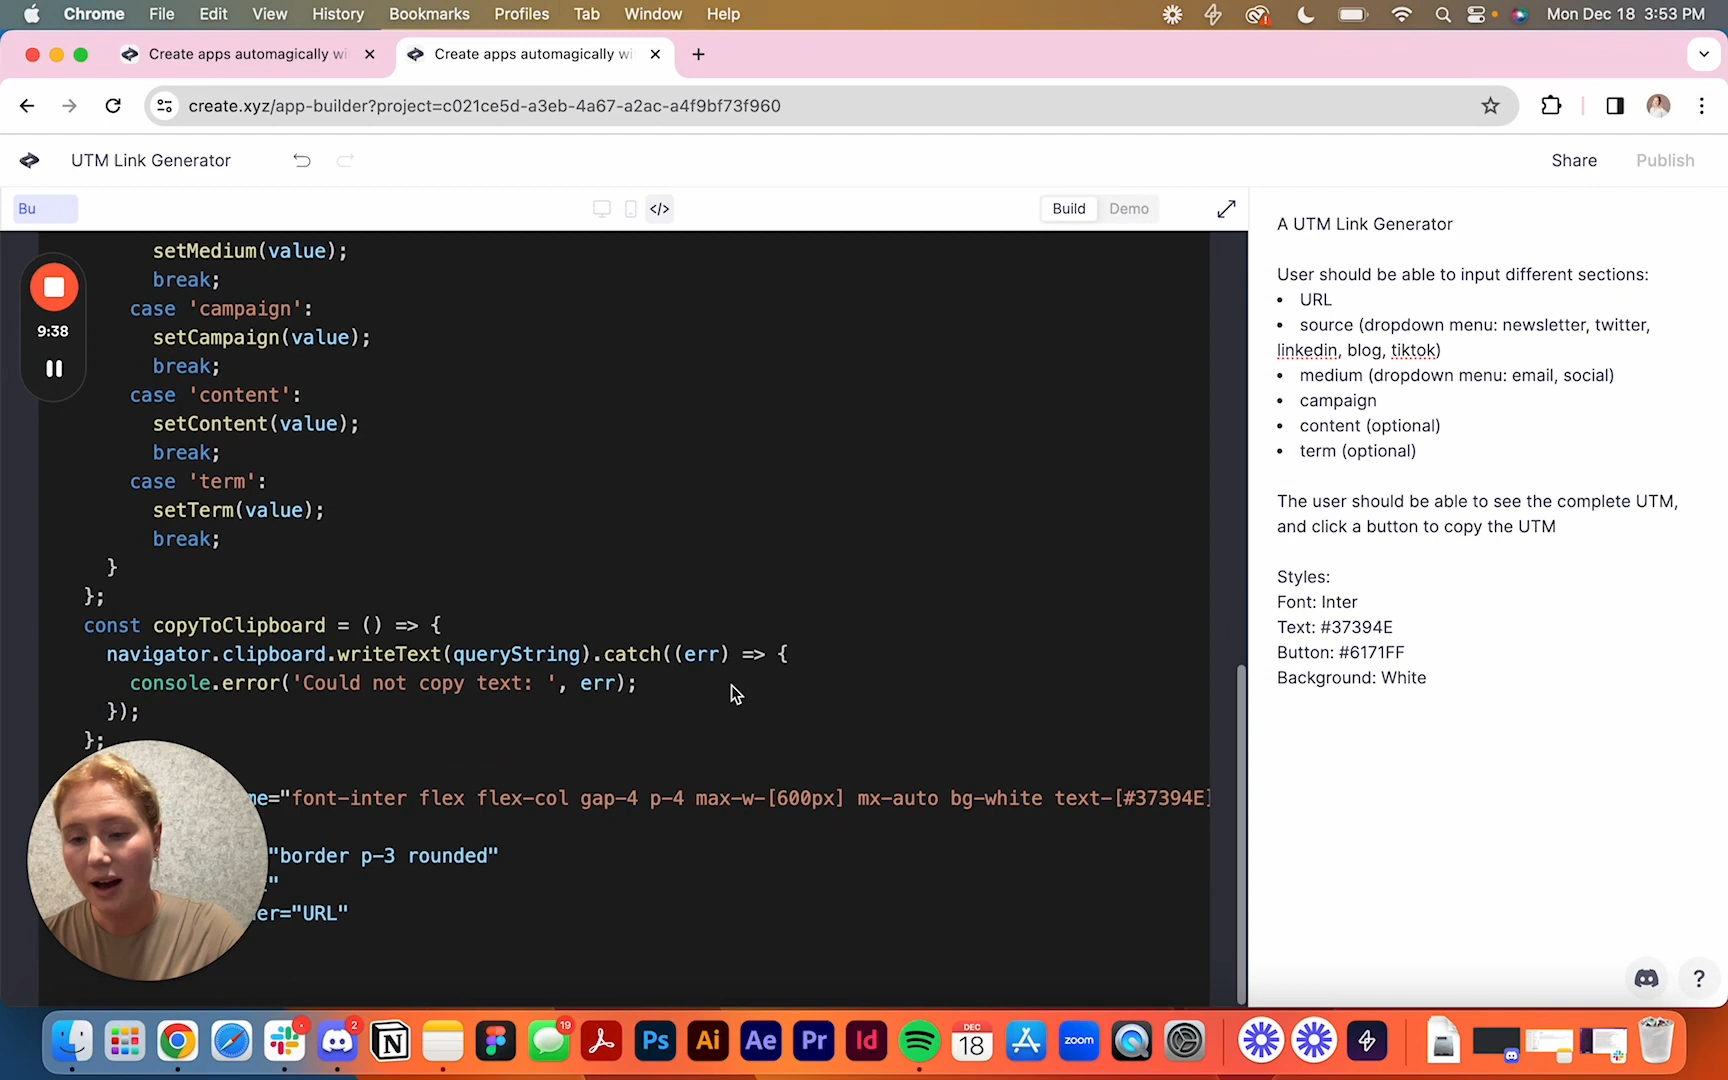 Chrome File Edit View History Bookmarks Profiles Tab Window Help Mon Dec 18 3:53 PM
Create apps automagically wi
Create apps automagically wi
create.xyz/app-builder?project=c021ce5d-a3eb-4a67-a2ac-a4f9bf73f960
UTM Link Generator
Share
Publish
Bu
</>
Build
Demo
9:38
setMedium(value);
break;
case 'campaign':
setCampaign(value);
break;
case 'content':
setContent(value);
break;
case 'term':
setTerm(value);
break;
}
};
const copyToClipboard = () => {
navigator.clipboard.writeText(queryString).catch((err) => {
console.error('Could not copy text: ', err);
});
};
me="font-inter flex flex-col gap-4 p-4 max-w-[600px] mx-auto bg-white text-[#37394E]
"border p-3 rounded"
"
er="URL"
A UTM Link Generator
User should be able to input different sections:
• URL
• source (dropdown menu: newsletter, twitter,
linkedin, blog, tiktok)
• medium (dropdown menu: email, social)
• campaign
• content (optional)
• term (optional)
The user should be able to see the complete UTM,
and click a button to copy the UTM
Styles:
Font: Inter
Text: #37394E
Button: #6171FF
Background: White
?
2
19
Ps
Ai
Ae
Pr
Id
DEC
18
zoom